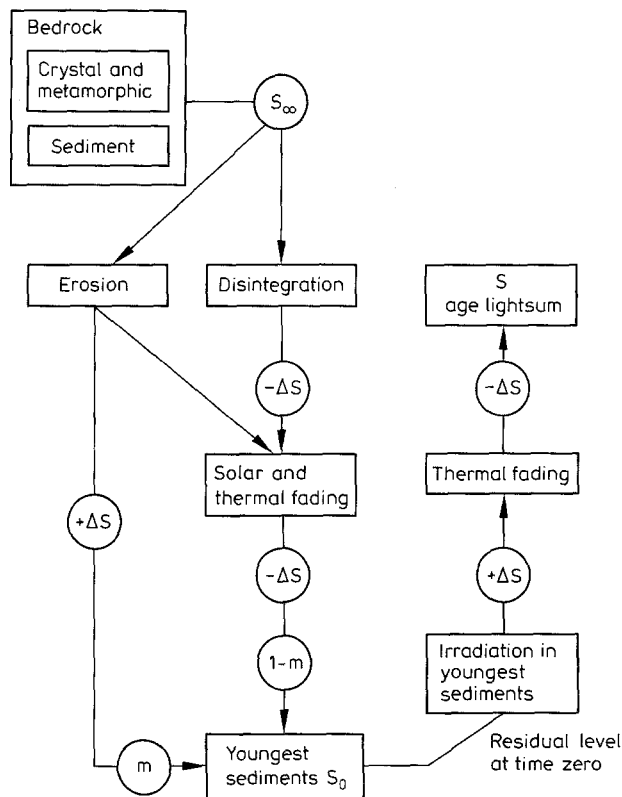 Bedrock
Crystal and
metamorphic
Sediment
S∞
Erosion
Disintegration
S
age lightsum
−ΔS
−ΔS
Solar and
thermal fading
Thermal fading
+ΔS
−ΔS
+ΔS
1−m
Irradiation in
youngest
sediments
m
Youngest
sediments S₀
Residual level
at time zero